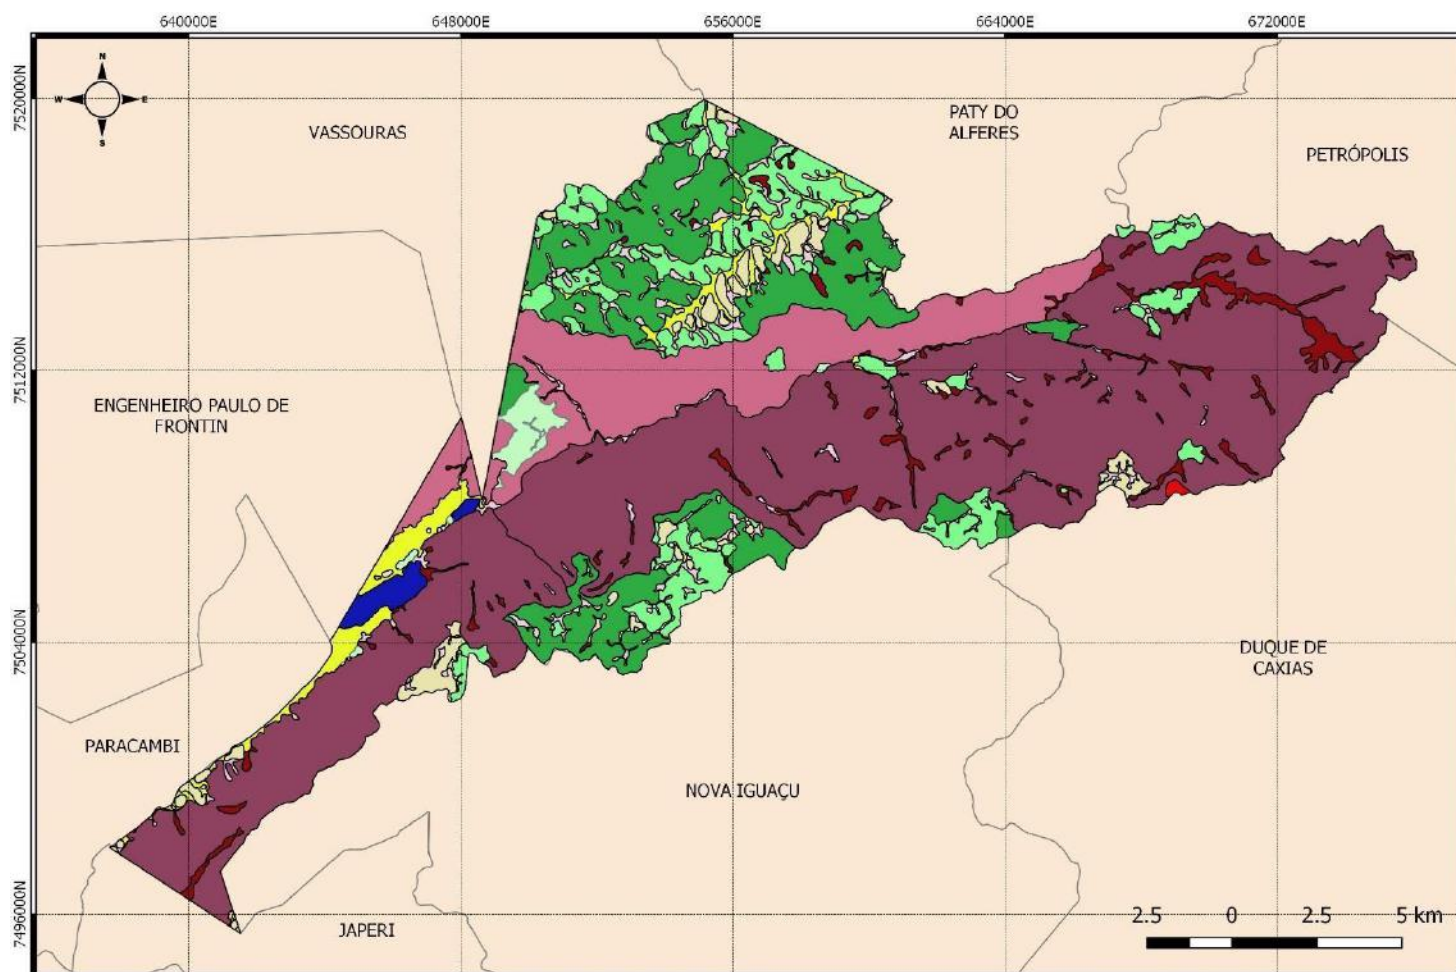 640000E 648000E 656000E 664000E 672000E
7520000N
N
W E
S
VASSOURAS
PATY DO
ALFERES
PETRÓPOLIS
7512000N 7512000N
ENGENHEIRO PAULO DE
FRONTIN
7504000N
DUQUE DE
CAXIAS
PARACAMBI
NOVA IGUAÇU
7496000N
JAPERI
2.5 0 2.5 5 km